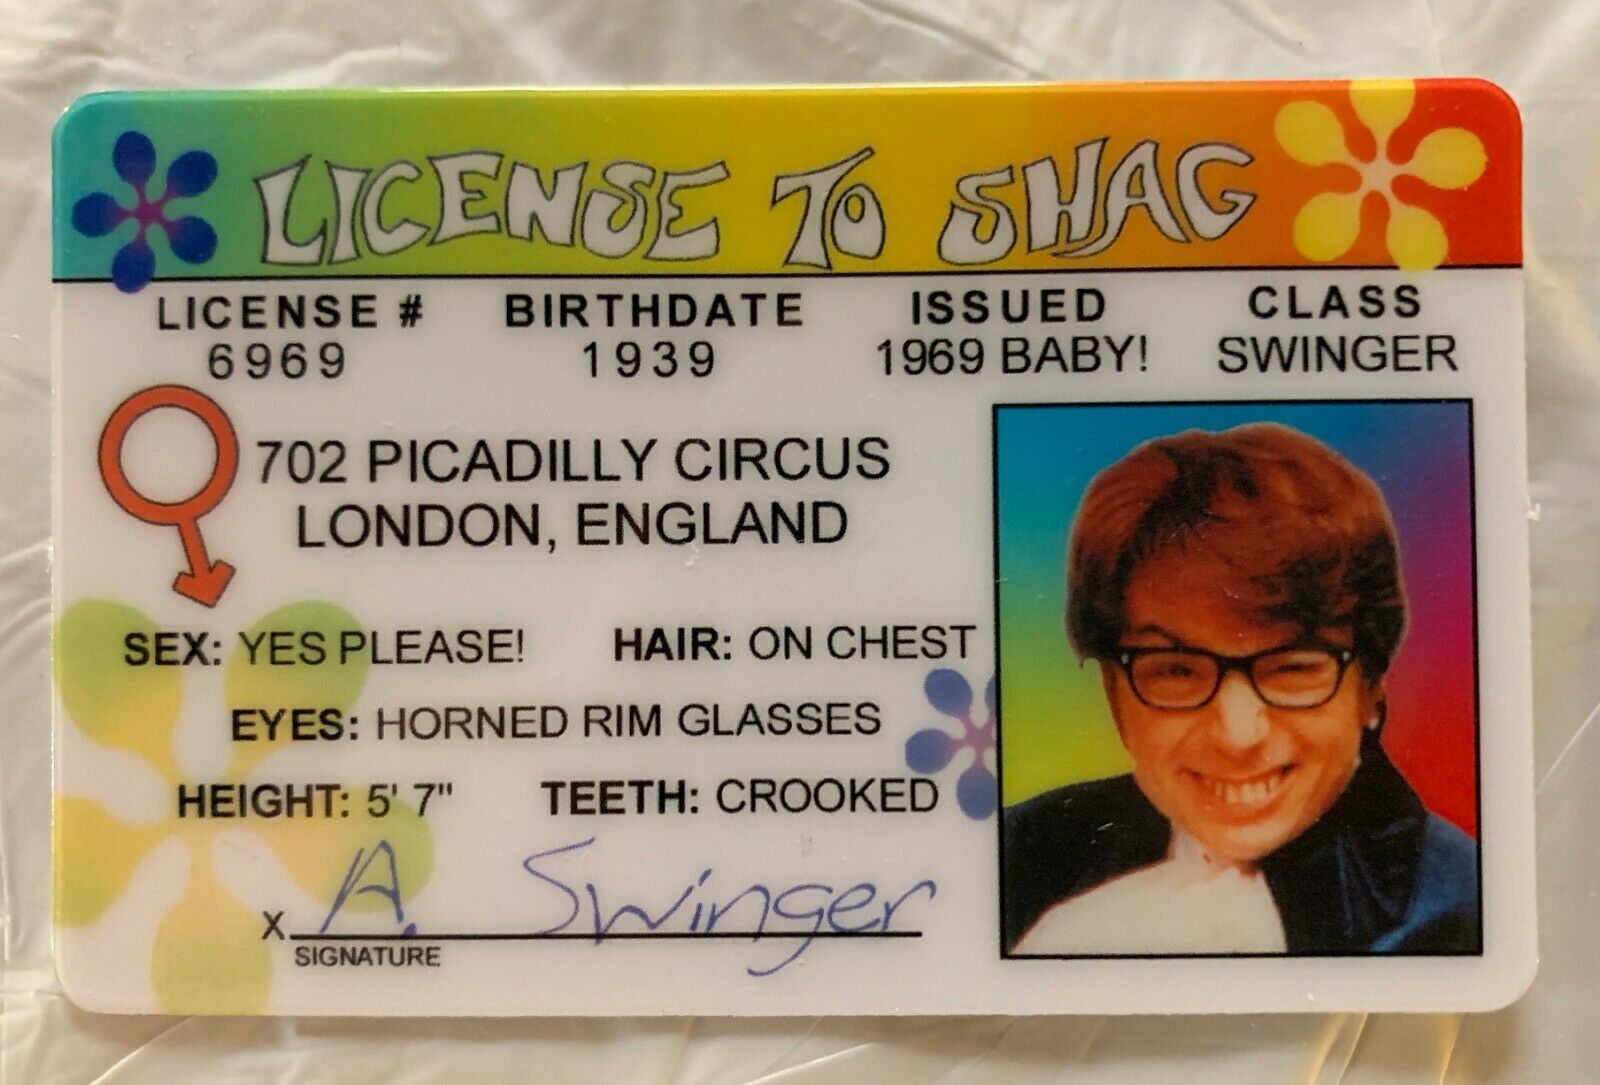 LICENSE TO SHAG
LICENSE # BIRTHDATE ISSUED CLASS
6969 1939 1969 BABY! SWINGER
702 PICADILLY CIRCUS
LONDON, ENGLAND
SEX: YES PLEASE! HAIR: ON CHEST
EYES: HORNED RIM GLASSES
HEIGHT: 5' 7" TEETH: CROOKED
X A. Swinger
SIGNATURE